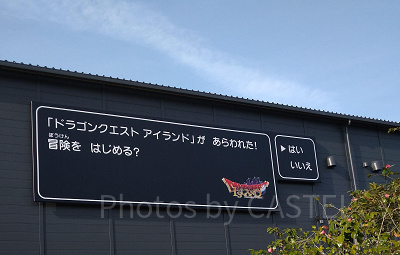 「ドラゴンクエスト アイランド」が あらわれた!
ぼうけん
冒険を はじめる?
▶はい
いいえ
Photos by CASTEL